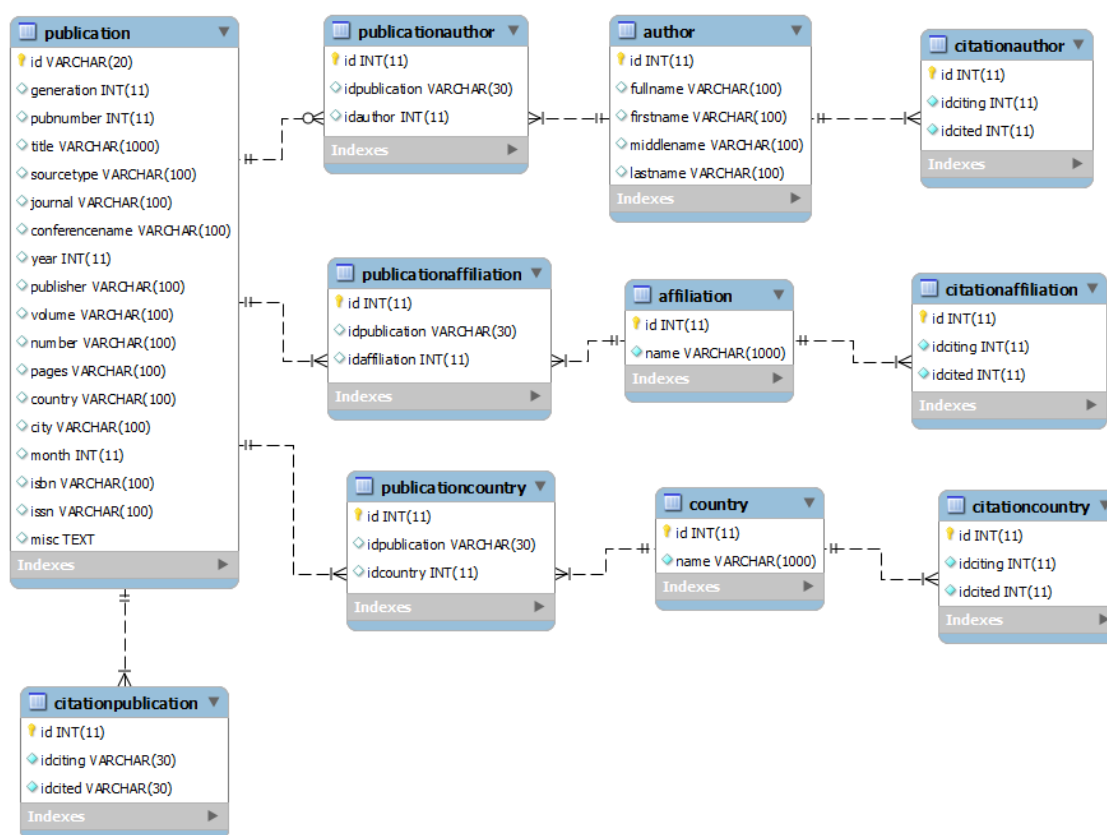 publication
id VARCHAR(20)
generation INT(11)
pubnumber INT(11)
title VARCHAR(1000)
sourcetype VARCHAR(100)
journal VARCHAR(100)
conferencename VARCHAR(100)
year INT(11)
publisher VARCHAR(100)
volume VARCHAR(100)
number VARCHAR(100)
pages VARCHAR(100)
country VARCHAR(100)
city VARCHAR(100)
month INT(11)
isbn VARCHAR(100)
issn VARCHAR(100)
misc TEXT
Indexes
publicationauthor
id INT(11)
idpublication VARCHAR(30)
idauthor INT(11)
Indexes
author
id INT(11)
fullname VARCHAR(100)
firstname VARCHAR(100)
middlename VARCHAR(100)
lastname VARCHAR(100)
Indexes
citationauthor
id INT(11)
idciting INT(11)
idcited INT(11)
Indexes
publicationaffiliation
id INT(11)
idpublication VARCHAR(30)
idaffiliation INT(11)
Indexes
affiliation
id INT(11)
name VARCHAR(1000)
Indexes
citationaffiliation
id INT(11)
idciting INT(11)
idcited INT(11)
Indexes
publicationcountry
id INT(11)
idpublication VARCHAR(30)
idcountry INT(11)
Indexes
country
id INT(11)
name VARCHAR(1000)
Indexes
citationcountry
id INT(11)
idciting INT(11)
idcited INT(11)
Indexes
citationpublication
id INT(11)
idciting VARCHAR(30)
idcited VARCHAR(30)
Indexes